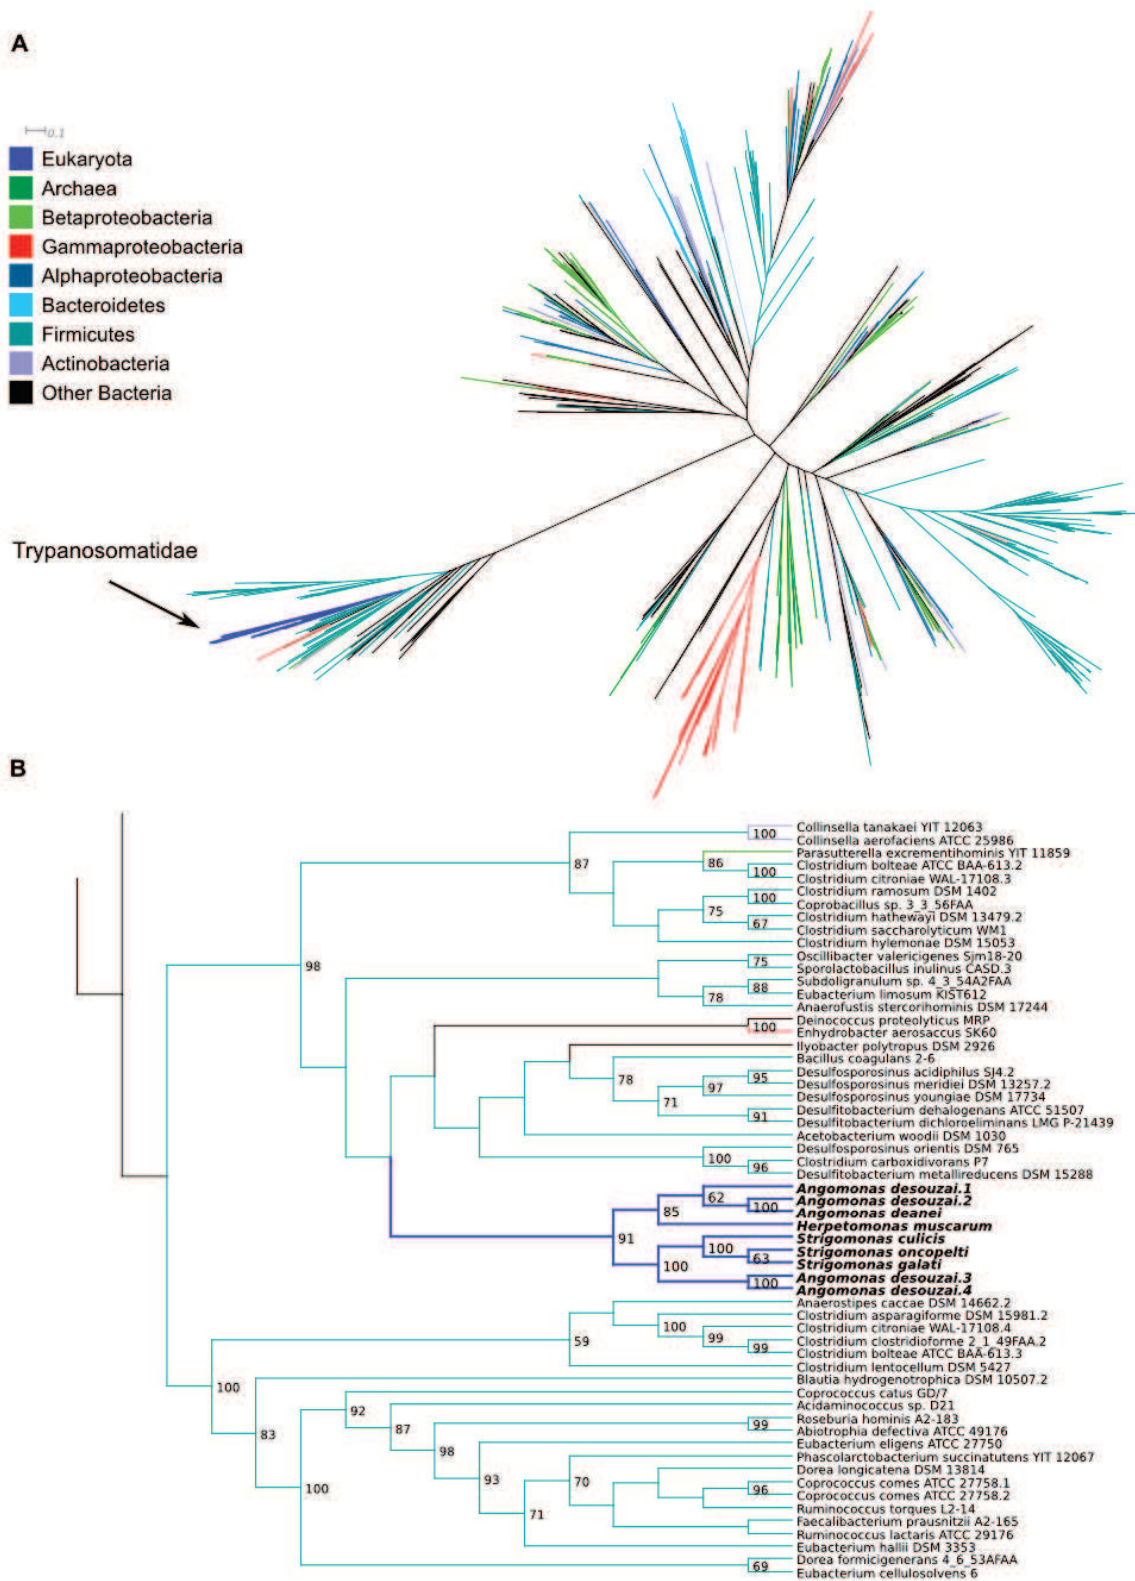 A
0.1
Eukaryota
Archaea
Betaproteobacteria
Gammaproteobacteria
Alphaproteobacteria
Bacteroidetes
Firmicutes
Actinobacteria
Other Bacteria
Trypanosomatidae
B
Collinsella tanakaei YIT 12063
100
Collinsella aerofaciens ATCC 25986
Parasutterella excrementihominis YIT 11859
87
86
Clostridium bolteae ATCC BAA-613.2
100
Clostridium citroniae WAL-17108.3
Clostridium ramosum DSM 1402
100
Coprobacillus sp. 3_3_56FAA
75
Clostridium hathewayi DSM 13479.2
67
Clostridium saccharolyticum WM1
Clostridium hylemonae DSM 15053
Oscillibacter valericigenes Sjm18-20
98
75
Sporolactobacillus inulinus CASD.3
Subdoligranulum sp. 4_3_54A2FAA
88
Eubacterium limosum KIST612
78
Anaerofustis stercorihominis DSM 17244
Deinococcus proteolyticus MRP
100
Enhydrobacter aerosaccus SK60
Ilyobacter polytropus DSM 2926
Bacillus coagulans 2-6
78
Desulfosporosinus acidiphilus SJ4.2
95
Desulfosporosinus meridiei DSM 13257.2
97
Desulfosporosinus youngiae DSM 17734
71
Desulfitobacterium dehalogenans ATCC 51507
91
Desulfitobacterium dichloroeliminans LMG P-21439
Acetobacterium woodii DSM 1030
Desulfosporosinus orientis DSM 765
100
Clostridium carboxidivorans P7
96
Desulfitobacterium metallireducens DSM 15288
Angomonas desouzai.1
62
Angomonas desouzai.2
100
Angomonas deanei
85
Herpetomonas muscarum
91
Strigomonas culicis
100
Strigomonas oncopelti
63
Strigomonas galati
100
Angomonas desouzai.3
100
Angomonas desouzai.4
Anaerostipes caccae DSM 14662.2
Clostridium asparagiforme DSM 15981.2
100
Clostridium citroniae WAL-17108.4
99
Clostridium clostridioforme 2_1_49FAA.2
59
99
Clostridium bolteae ATCC BAA-613.3
Clostridium lentocellum DSM 5427
Blautia hydrogenotrophica DSM 10507.2
100
Coprococcus catus GD/7
Acidaminococcus sp. D21
92
Roseburia hominis A2-183
99
87
Abiotrophia defectiva ATCC 49176
83
Eubacterium eligens ATCC 27750
98
Phascolarctobacterium succinatutens YIT 12067
Dorea longicatena DSM 13814
93
70
Coprococcus comes ATCC 27758.1
96
100
Coprococcus comes ATCC 27758.2
Ruminococcus torques L2-14
71
Faecalibacterium prausnitzii A2-165
Ruminococcus lactaris ATCC 29176
Eubacterium hallii DSM 3353
Dorea formicigenerans 4_6_53AFAA
69
Eubacterium cellulosolvens 6